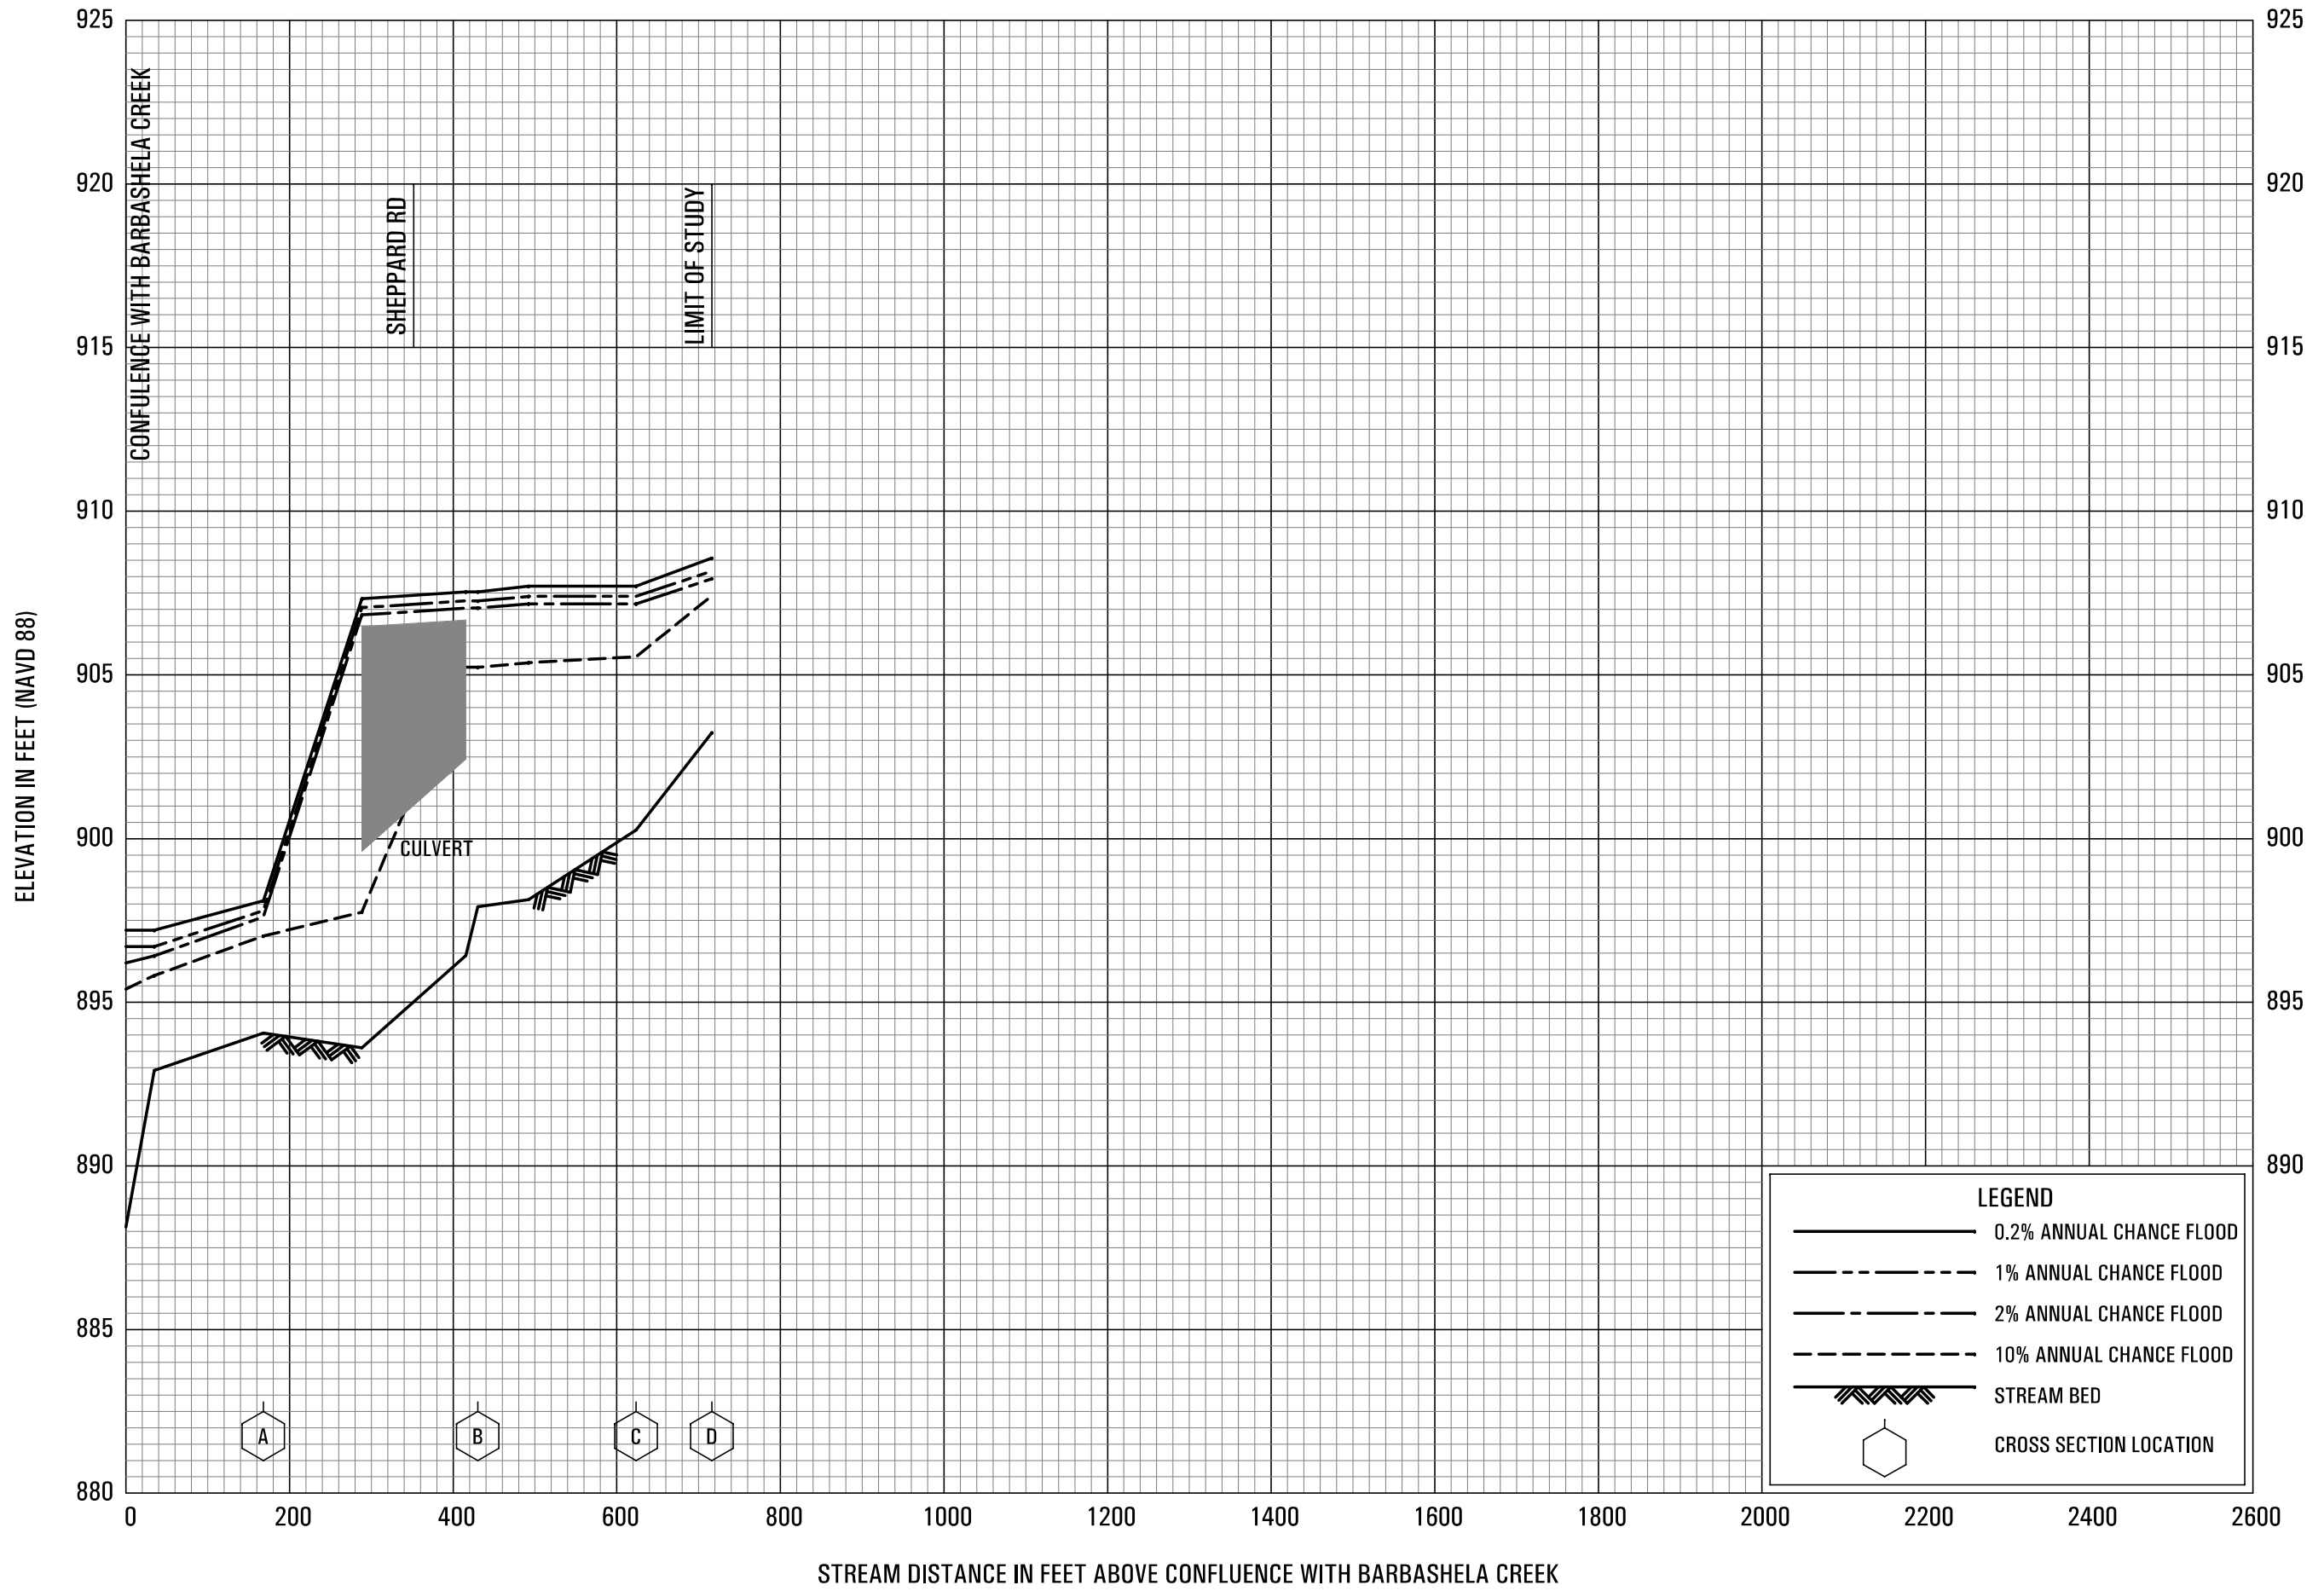 925
925
CONFULENCE WITH BARBASHELA CREEK
920
SHEPPARD RD
LIMIT OF STUDY
920
915
915
910
910
ELEVATION IN FEET (NAVD 88)
905
905
900
CULVERT
900
895
895
890
890
LEGEND
0.2% ANNUAL CHANCE FLOOD
1% ANNUAL CHANCE FLOOD
2% ANNUAL CHANCE FLOOD
10% ANNUAL CHANCE FLOOD
STREAM BED
CROSS SECTION LOCATION
885
A
B
C
D
880
0 200 400 600 800 1000 1200 1400 1600 1800 2000 2200 2400 2600
STREAM DISTANCE IN FEET ABOVE CONFLUENCE WITH BARBASHELA CREEK